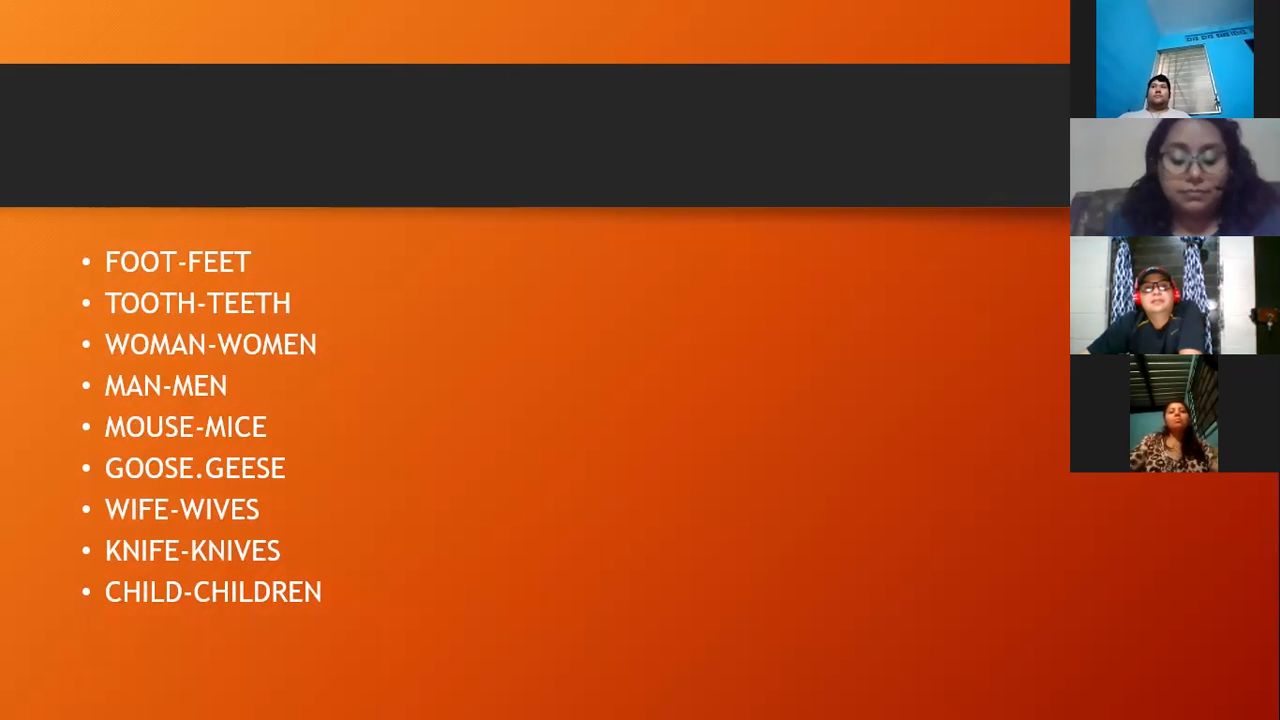 • FOOT-FEET
• TOOTH-TEETH
• WOMAN-WOMEN
• MAN-MEN
• MOUSE-MICE
• GOOSE.GEESE
• WIFE-WIVES
• KNIFE-KNIVES
• CHILD-CHILDREN